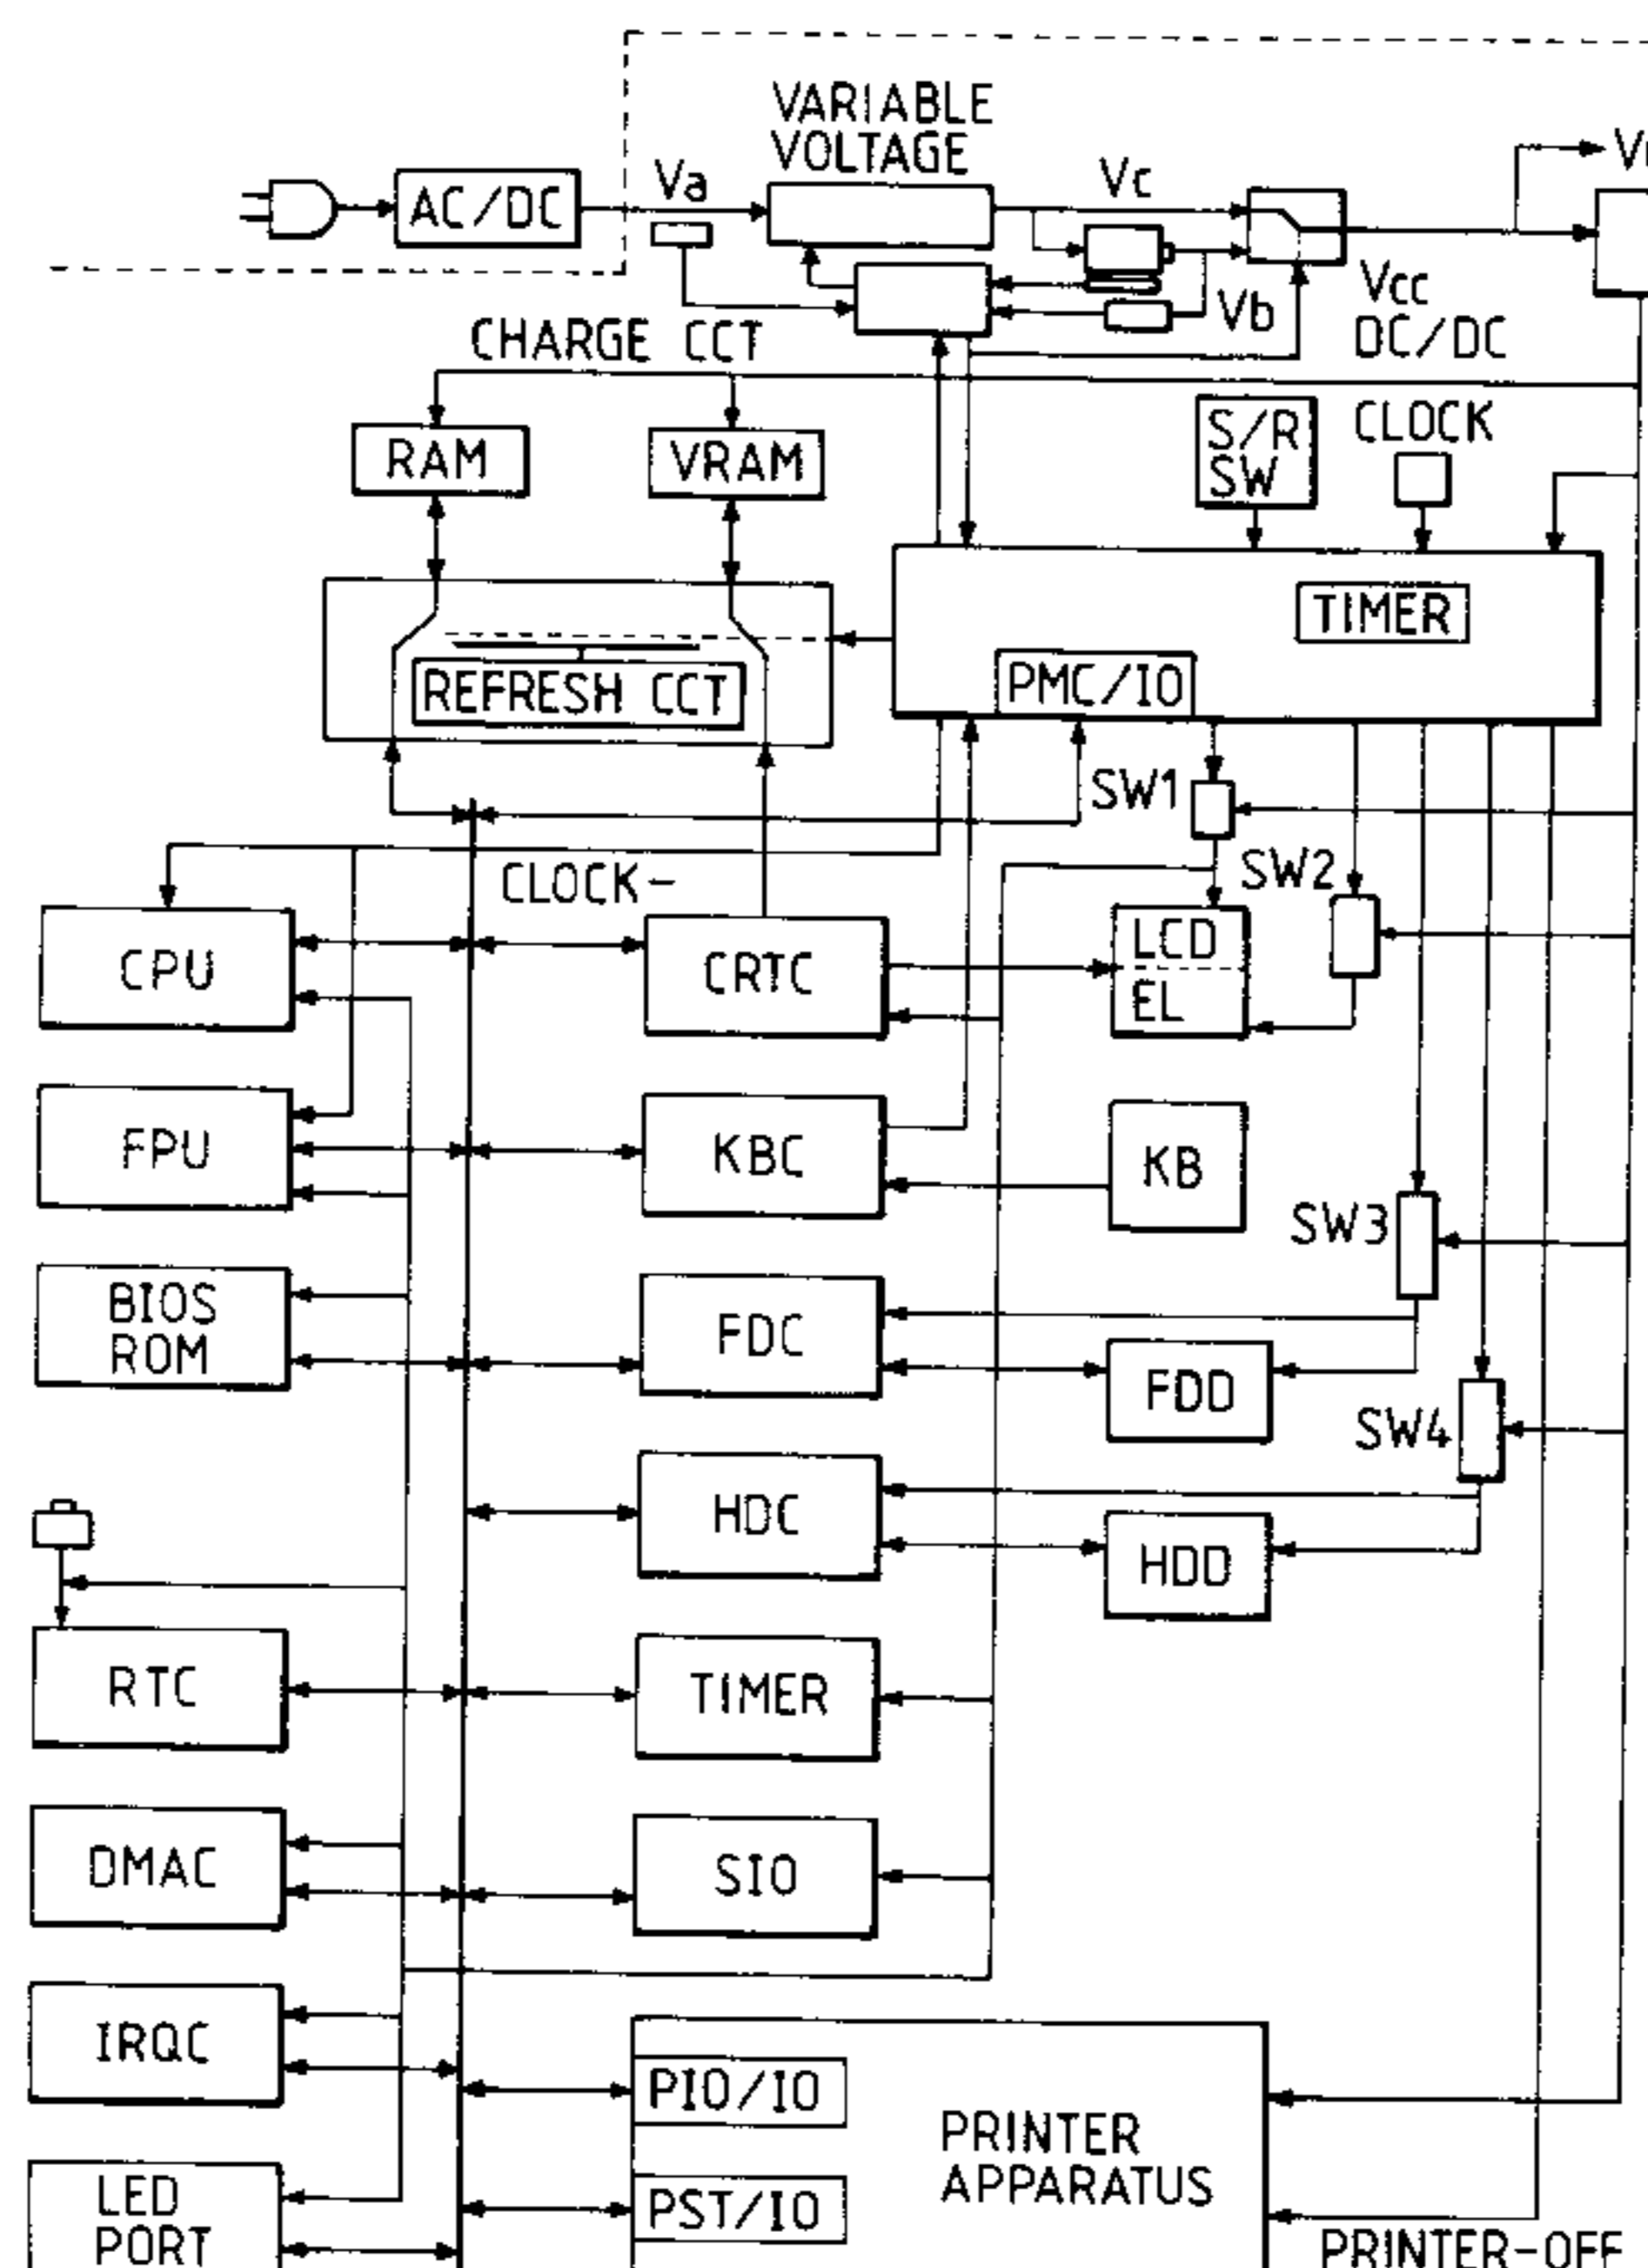 VARIABLE
VOLTAGE
AC/DC
Va
Vc
Vb
Vcc
DC/DC
CHARGE CCT
RAM
VRAM
S/R
SW
CLOCK
TIMER
REFRESH CCT
PMC/IO
SW1
SW2
CLOCK-
CPU
CRTC
LCD
EL
FPU
KBC
KB
SW3
BIOS
ROM
FDC
FDD
SW4
HDC
HDD
RTC
TIMER
DMAC
SIO
IRQC
PIO/IO
PRINTER
APPARATUS
LED
PORT
PST/IO
PRINTER-OFF